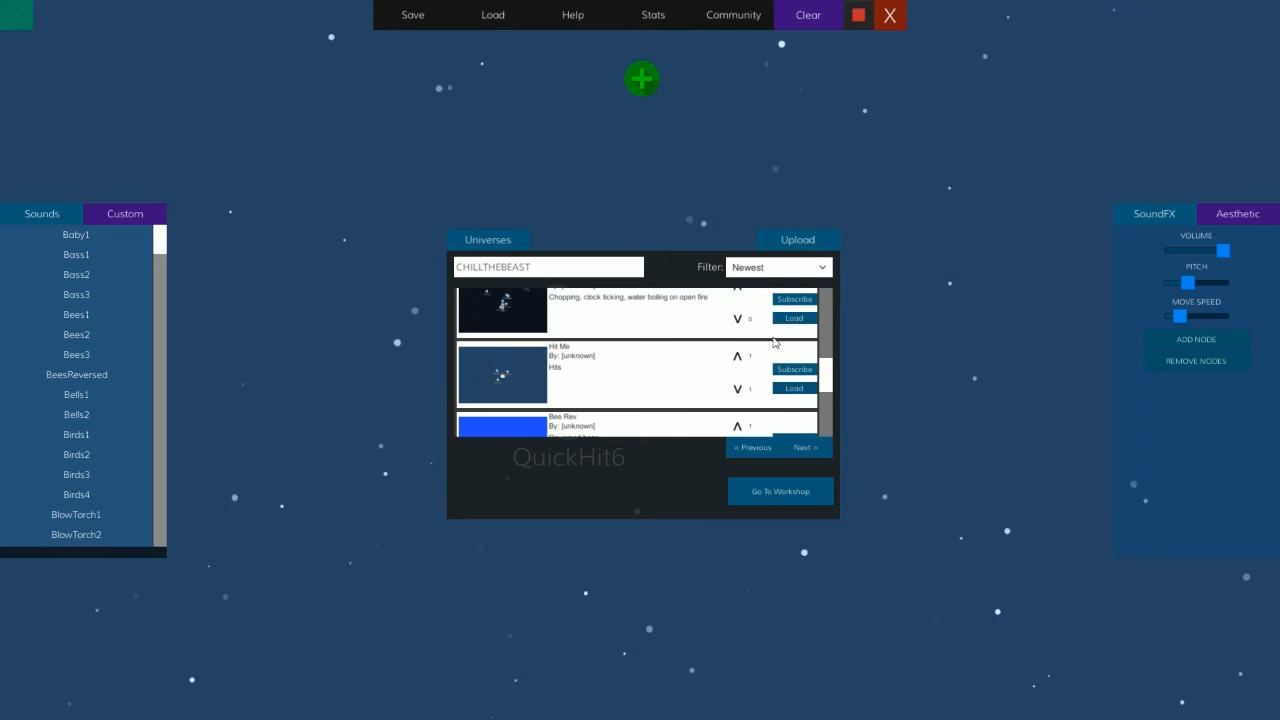 Save Load Help Stats Community Clear X
Sounds Custom
Baby1
Bass1
Bass2
Bass3
Bees1
Bees2
Bees3
BeesReversed
Bells1
Bells2
Birds1
Birds2
Birds3
Birds4
BlowTorch1
BlowTorch2
Universes Upload
CHILLTHEBEAST Filter: Newest
Chopping, clock ticking, water boiling on open fire
Subscribe
0 Load
Hit Me
By: [unknown] 1
Hits Subscribe
1 Load
Bee Rev
By: [unknown] 1
< Previous Next >
QuickHit6
Go To Workshop
SoundFX Aesthetic
VOLUME
PITCH
MOVE SPEED
ADD NODE
REMOVE NODES